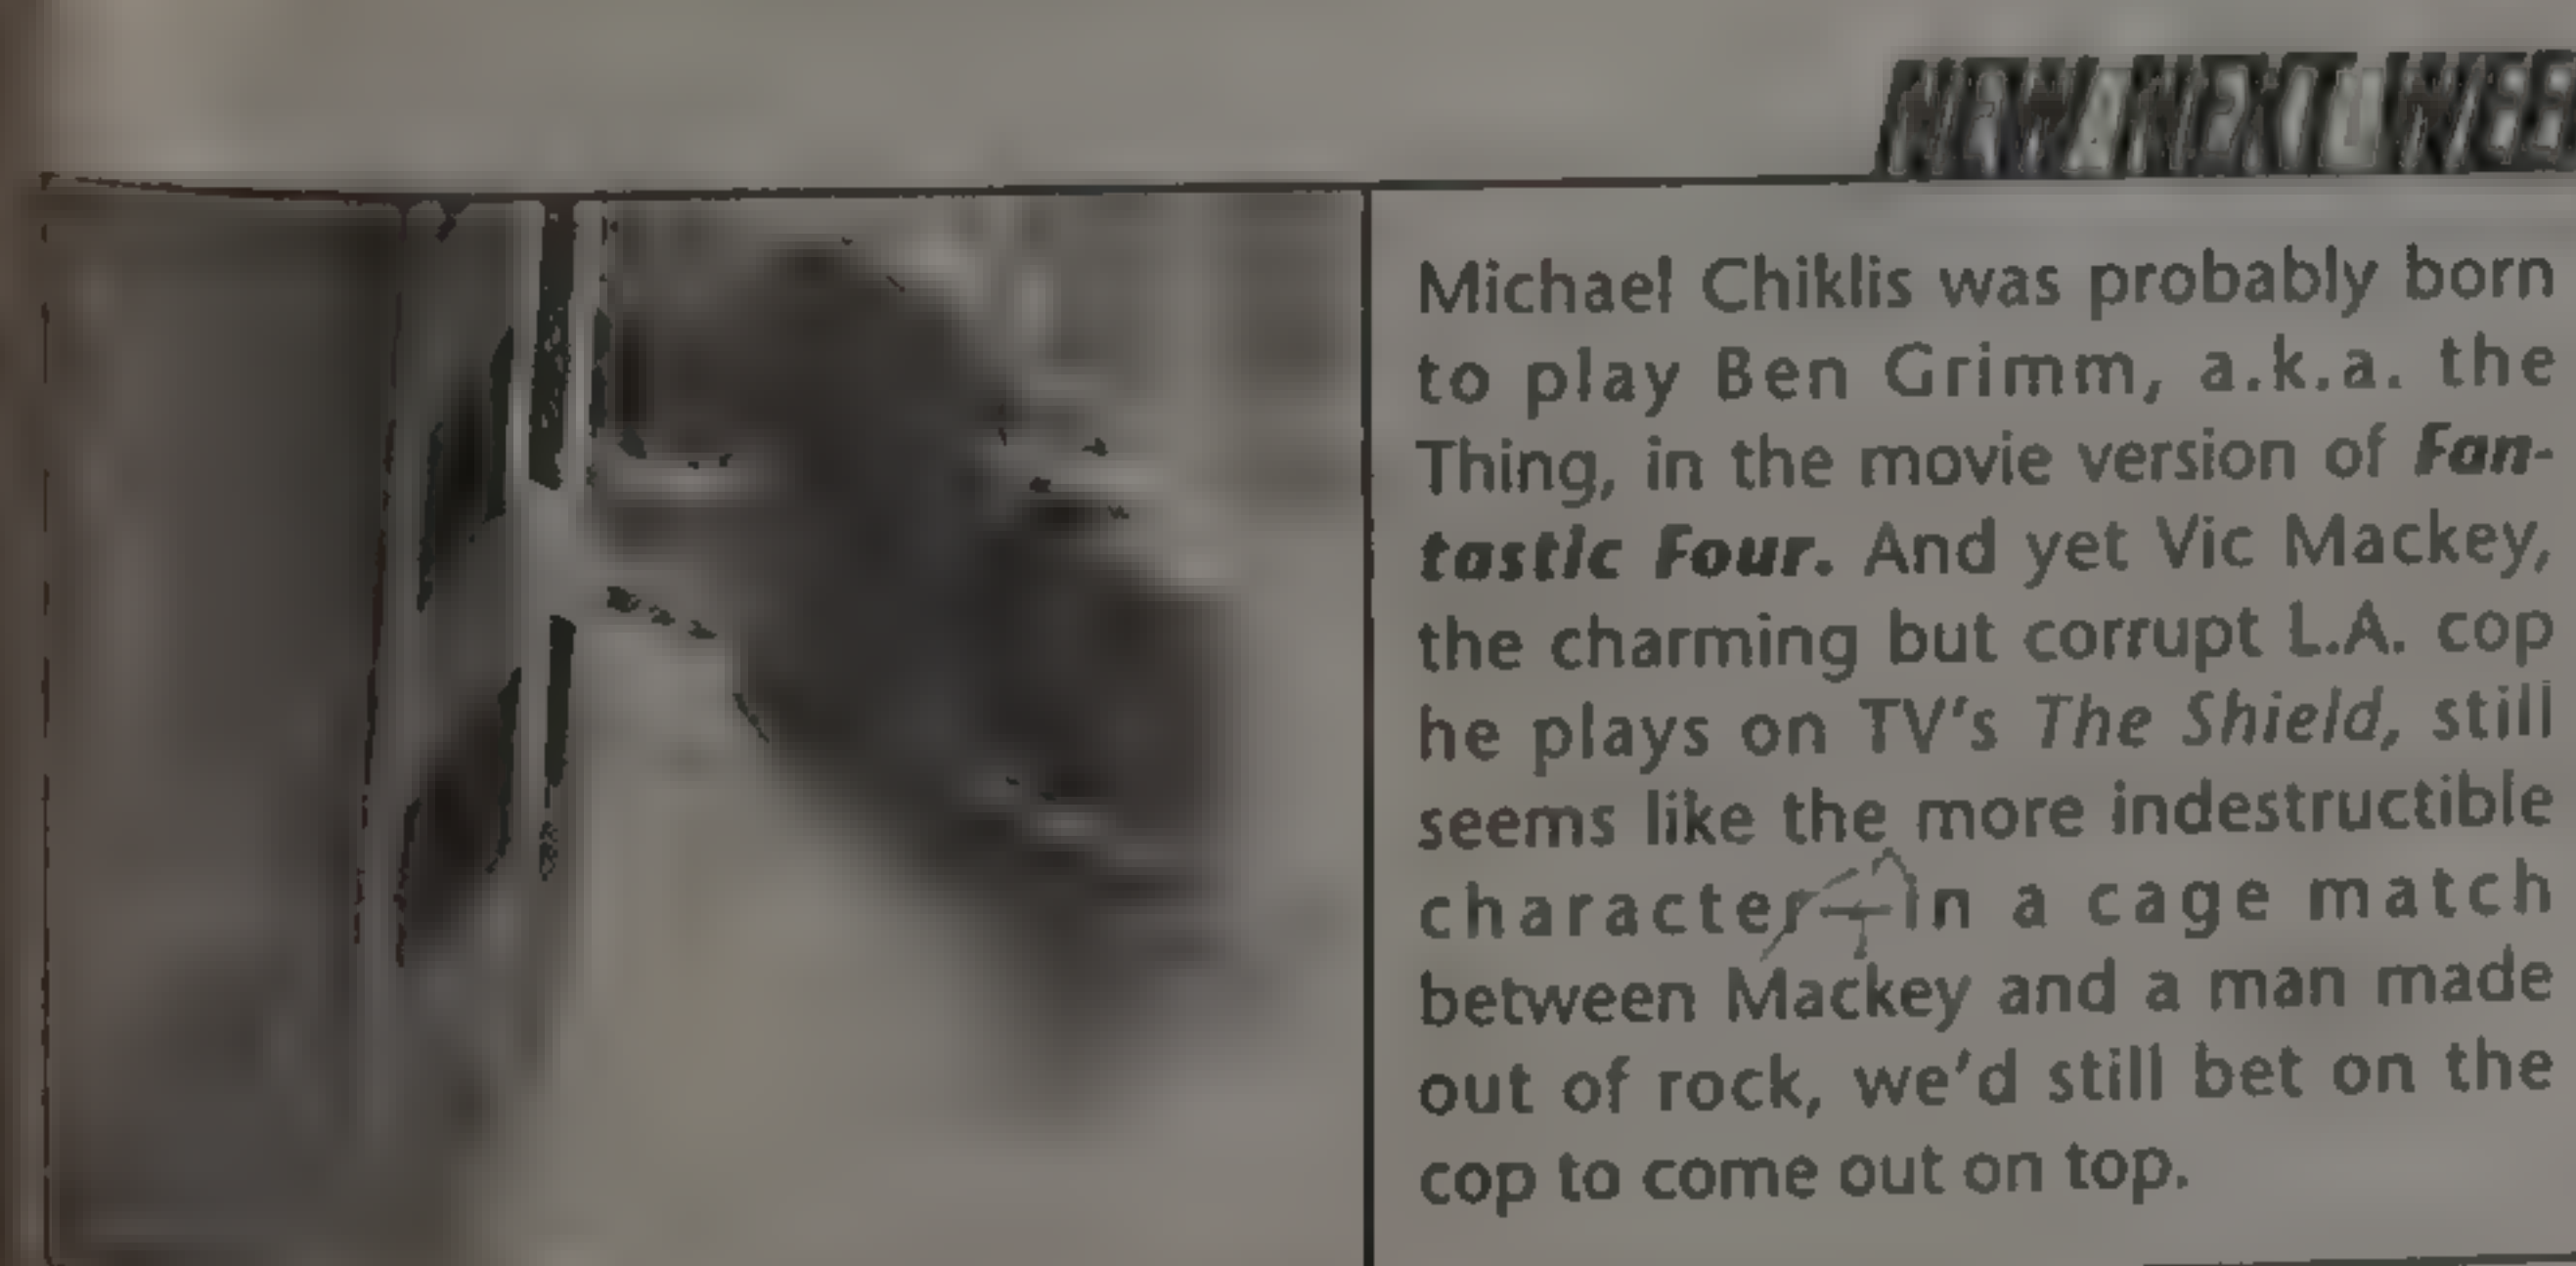 Michael Chiklis was probably born
to play Ben Grimm, a.k.a. the
Thing, in the movie version of Fan-
tastic Four. And yet Vic Mackey,
the charming but corrupt L.A. cop
he plays on TV's The Shield, still
seems like the more indestructible
character—in a cage match
between Mackey and a man made
out of rock, we'd still bet on the
cop to come out on top.